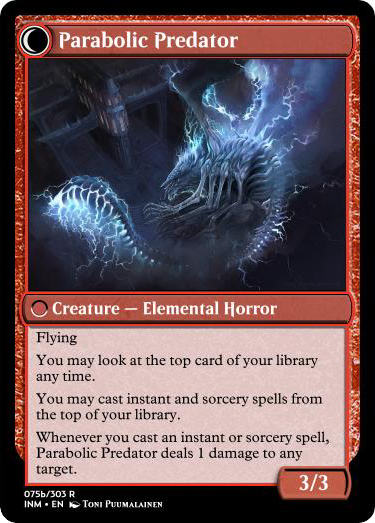 Parabolic Predator
Creature — Elemental Horror
Flying
You may look at the top card of your library
any time.
You may cast instant and sorcery spells from
the top of your library.
Whenever you cast an instant or sorcery spell,
Parabolic Predator deals 1 damage to any
target.
3/3
075b/303 R
INM • EN Toni Puumalainen